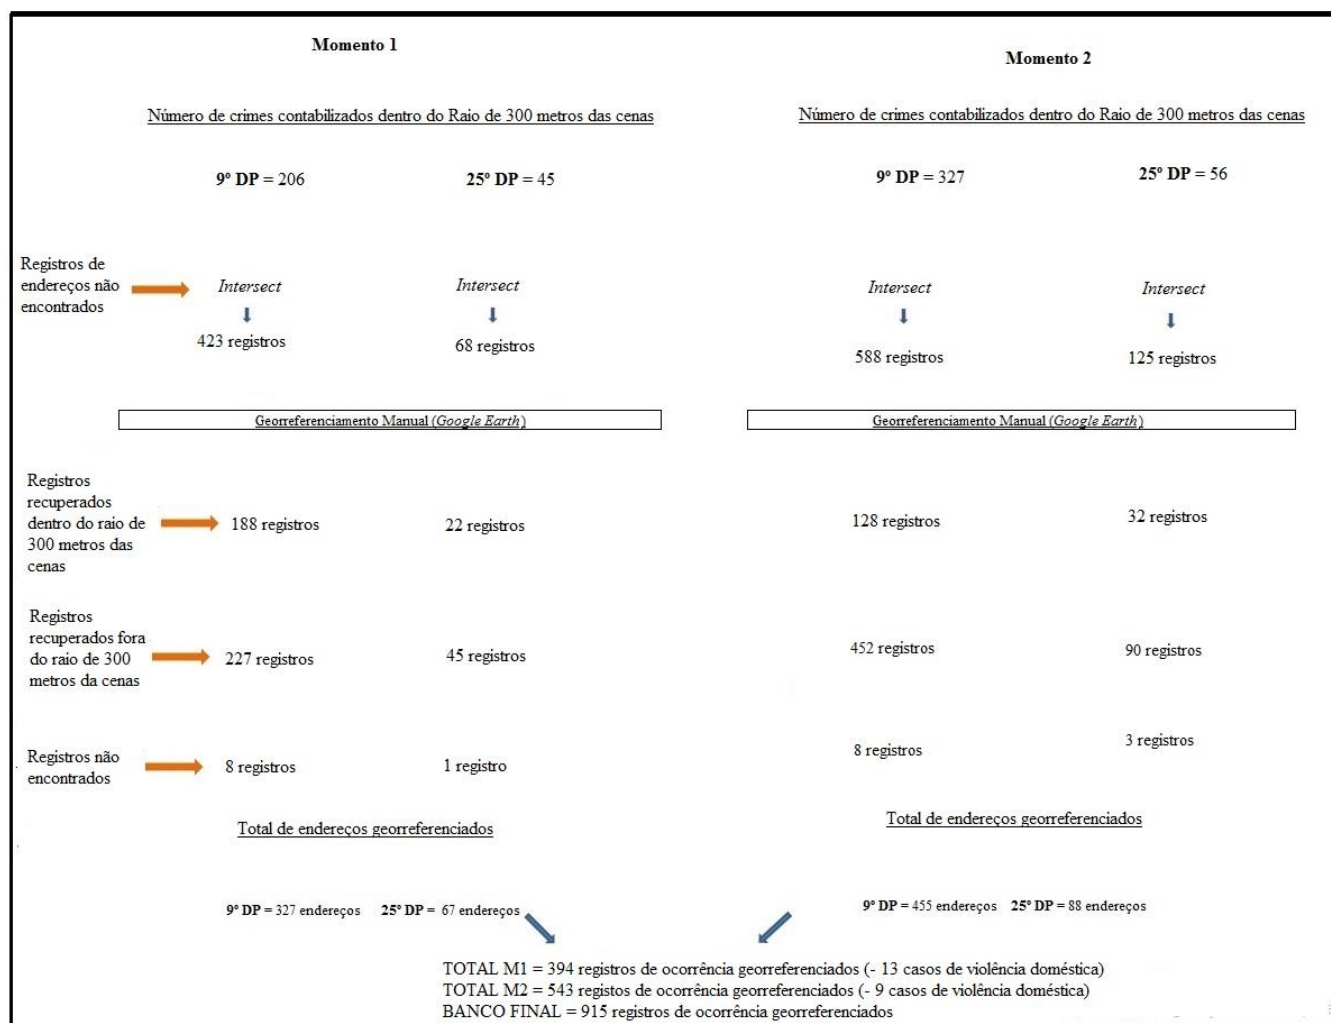 Momento 1
Número de crimes contabilizados dentro do Raio de 300 metros das cenas
9º DP = 206
25º DP = 45
Registros de
endereços não
encontrados
Intersect
423 registros
Intersect
68 registros
Georreferenciamento Manual (Google Earth)
Registros
recuperados
dentro do raio de
300 metros das
cenas
188 registros
22 registros
Registros
recuperados fora
do raio de 300
metros da cenas
227 registros
45 registros
Registros não
encontrados
8 registros
1 registro
Total de endereços georreferenciados
9º DP = 327 endereços
25º DP = 67 endereços
Momento 2
Número de crimes contabilizados dentro do Raio de 300 metros das cenas
9º DP = 327
25º DP = 56
Intersect
588 registros
Intersect
125 registros
Georreferenciamento Manual (Google Earth)
128 registros
32 registros
452 registros
90 registros
8 registros
3 registros
Total de endereços georreferenciados
9º DP = 455 endereços
25º DP = 88 endereços
TOTAL M1 = 394 registros de ocorrência georreferenciados (- 13 casos de violência doméstica)
TOTAL M2 = 543 registos de ocorrência georreferenciados (- 9 casos de violência doméstica)
BANCO FINAL = 915 registros de ocorrência georreferenciados